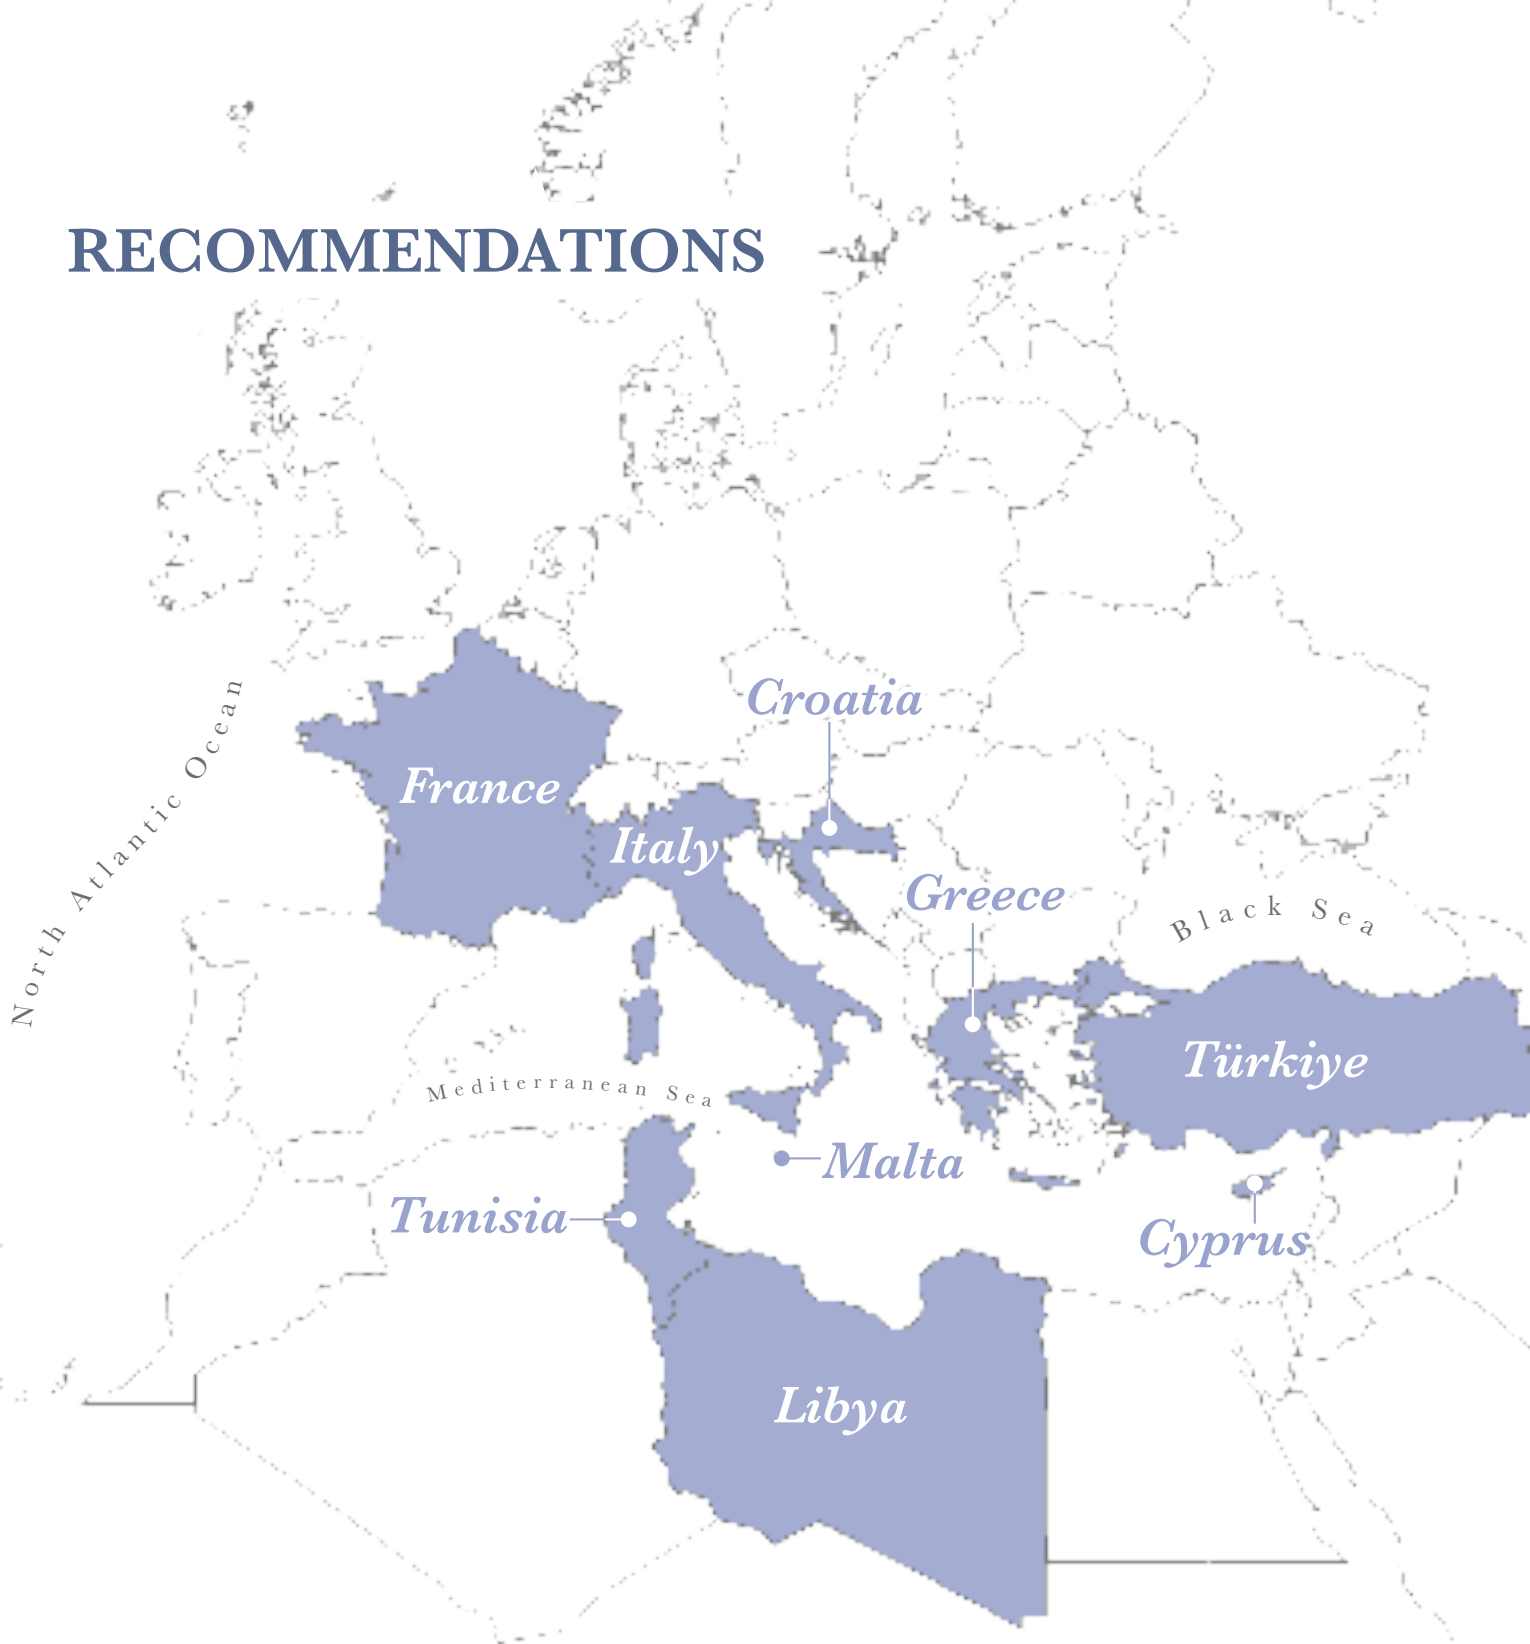 RECOMMENDATIONS
Croatia
North Atlantic Ocean
France
Italy
Greece
Black Sea
Türkiye
Mediterranean Sea
Malta
Tunisia
Cyprus
Libya